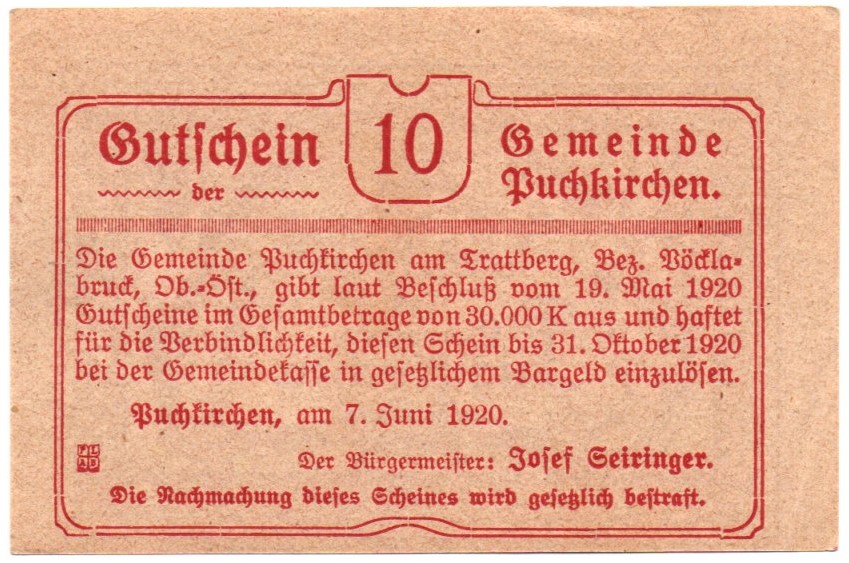 Gutschein
der
10
Gemeinde
Puchkirchen.
Die Gemeinde Puchkirchen am Trattberg, Bez. Vöckla-
bruck, Ob.-Öst., gibt laut Beschluß vom 19. Mai 1920
Gutscheine im Gesamtbetrage von 30.000 K aus und haftet
für die Verbindlichkeit, diesen Schein bis 31. Oktober 1920
bei der Gemeindekasse in gesetzlichem Bargeld einzulösen.
Puchkirchen, am 7. Juni 1920.
Der Bürgermeister: Josef Seiringer.
Die Nachmachung dieses Scheines wird gesetzlich bestraft.